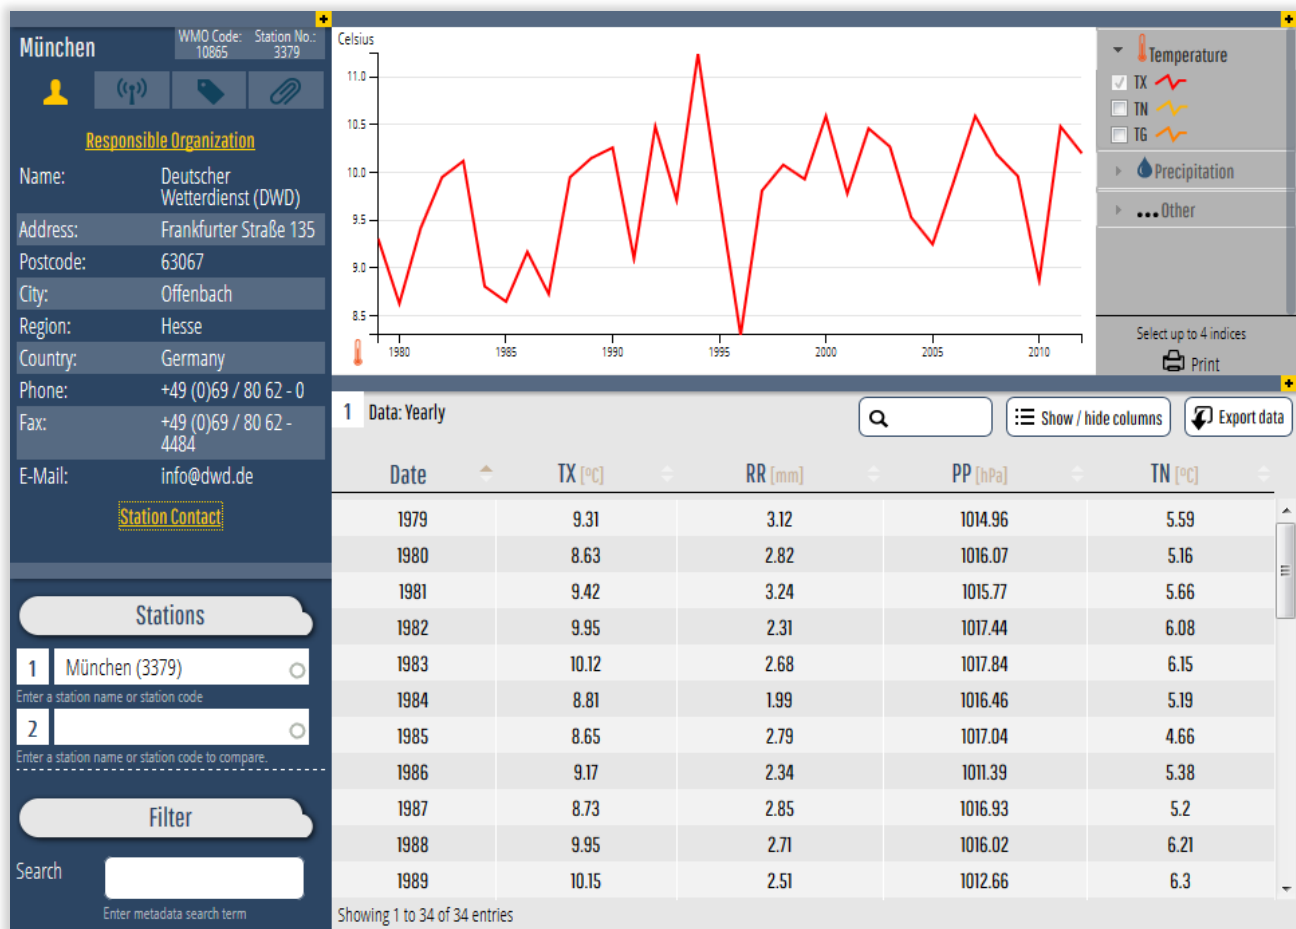 München
WMO Code: 10865
Station No.: 3379
Responsible Organization
Name: Deutscher Wetterdienst (DWD)
Address: Frankfurter Straße 135
Postcode: 63067
City: Offenbach
Region: Hesse
Country: Germany
Phone: +49 (0)69 / 80 62 - 0
Fax: +49 (0)69 / 80 62 - 4484
E-Mail: info@dwd.de
Station Contact
Stations
1 München (3379)
Enter a station name or station code
2
Enter a station name or station code to compare.
Filter
Search
Enter metadata search term
Celsius
11.0
10.5
10.0
9.5
9.0
8.5
1980 1985 1990 1995 2000 2005 2010
Temperature
TX
TN
TG
Precipitation
...Other
Select up to 4 indices
Print
1 Data: Yearly
Show / hide columns
Export data
Date TX [°C] RR [mm] PP [hPa] TN [°C]
1979 9.31 3.12 1014.96 5.59
1980 8.63 2.82 1016.07 5.16
1981 9.42 3.24 1015.77 5.66
1982 9.95 2.31 1017.44 6.08
1983 10.12 2.68 1017.84 6.15
1984 8.81 1.99 1016.46 5.19
1985 8.65 2.79 1017.04 4.66
1986 9.17 2.34 1011.39 5.38
1987 8.73 2.85 1016.93 5.2
1988 9.95 2.71 1016.02 6.21
1989 10.15 2.51 1012.66 6.3
Showing 1 to 34 of 34 entries